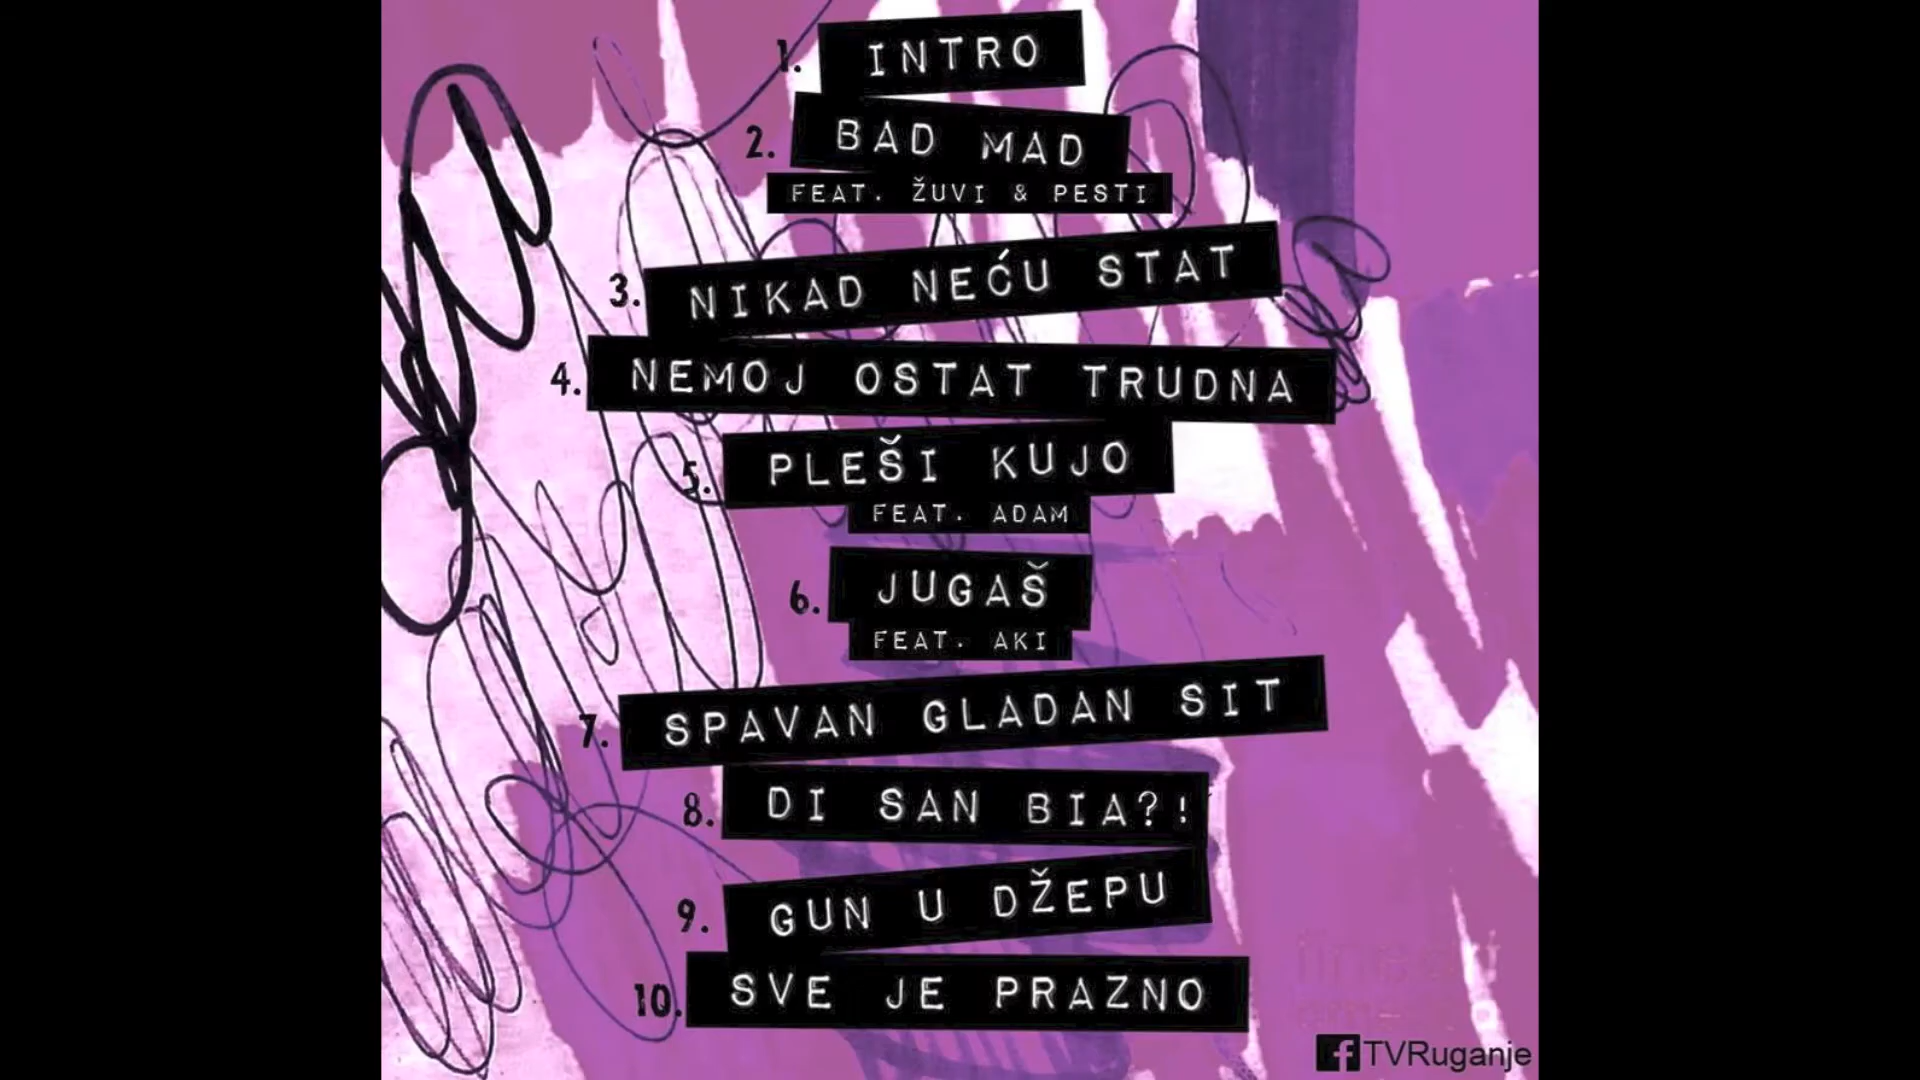 1. INTRO
2. BAD MAD
FEAT. ŽUVI & PESTI
3. NIKAD NEĆU STAT
4. NEMOJ OSTAT TRUDNA
5. PLEŠI KUJO
FEAT. ADAM
6. JUGAŠ
FEAT. AKI
7. SPAVAN GLADAN SIT
8. DI SAN BIA?!
9. GUN U DŽEPU
10. SVE JE PRAZNO
TVRuganje